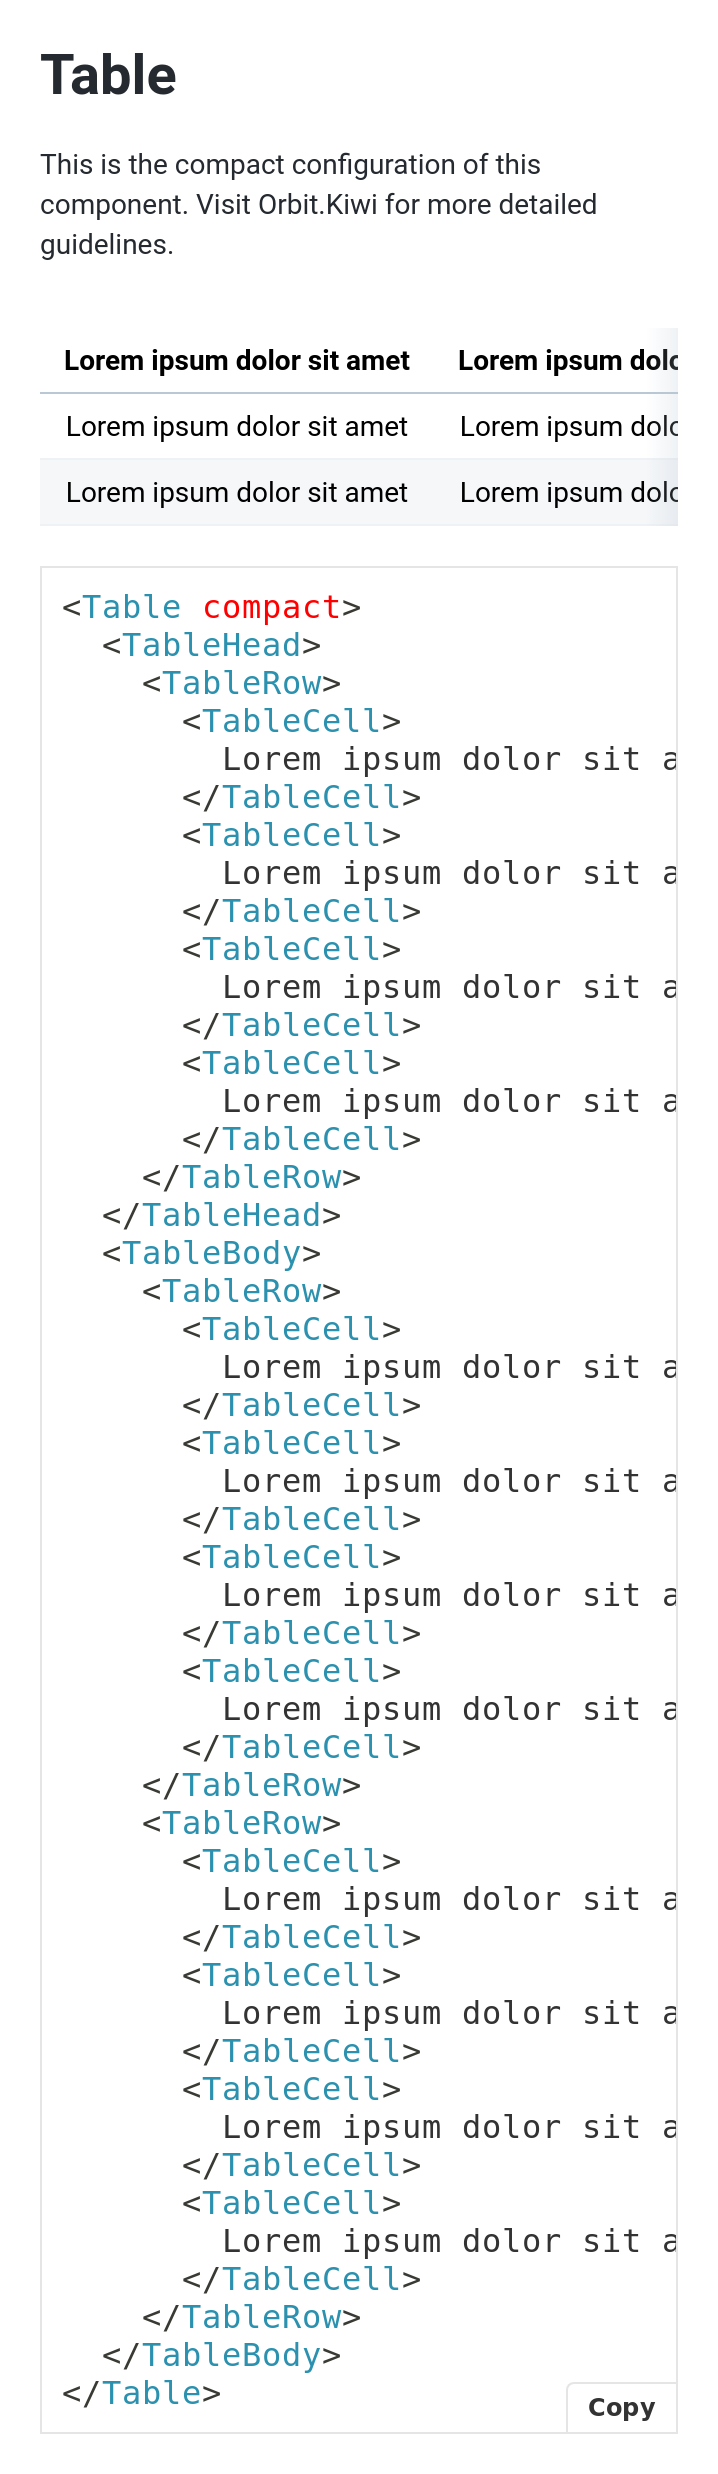 Table
This is the compact configuration of this
component. Visit Orbit.Kiwi for more detailed
guidelines.
Lorem ipsum dolor sit amet Lorem ipsum
Lorem ipsum dolor sit amet Lorem ipsum
Lorem ipsum dolor sit amet Lorem ipsum
<Table compact>
<TableHead>
<TableRow>
<TableCell>
Lorem ipsum dolor sit
</TableCell>
<TableCell>
Lorem ipsum dolor sit
</TableCell>
<TableCell>
Lorem ipsum dolor sit
</TableCell>
<TableCell>
Lorem ipsum dolor sit
</TableCell>
</TableRow>
</TableHead>
<TableBody>
<TableRow>
<TableCell>
Lorem ipsum dolor sit
</TableCell>
<TableCell>
Lorem ipsum dolor sit
</TableCell>
<TableCell>
Lorem ipsum dolor sit
</TableCell>
<TableCell>
Lorem ipsum dolor sit
</TableCell>
</TableRow>
<TableRow>
<TableCell>
Lorem ipsum dolor sit
</TableCell>
<TableCell>
Lorem ipsum dolor sit
</TableCell>
<TableCell>
Lorem ipsum dolor sit
</TableCell>
<TableCell>
Lorem ipsum dolor sit
</TableCell>
</TableRow>
</TableBody>
</Table>
Copy